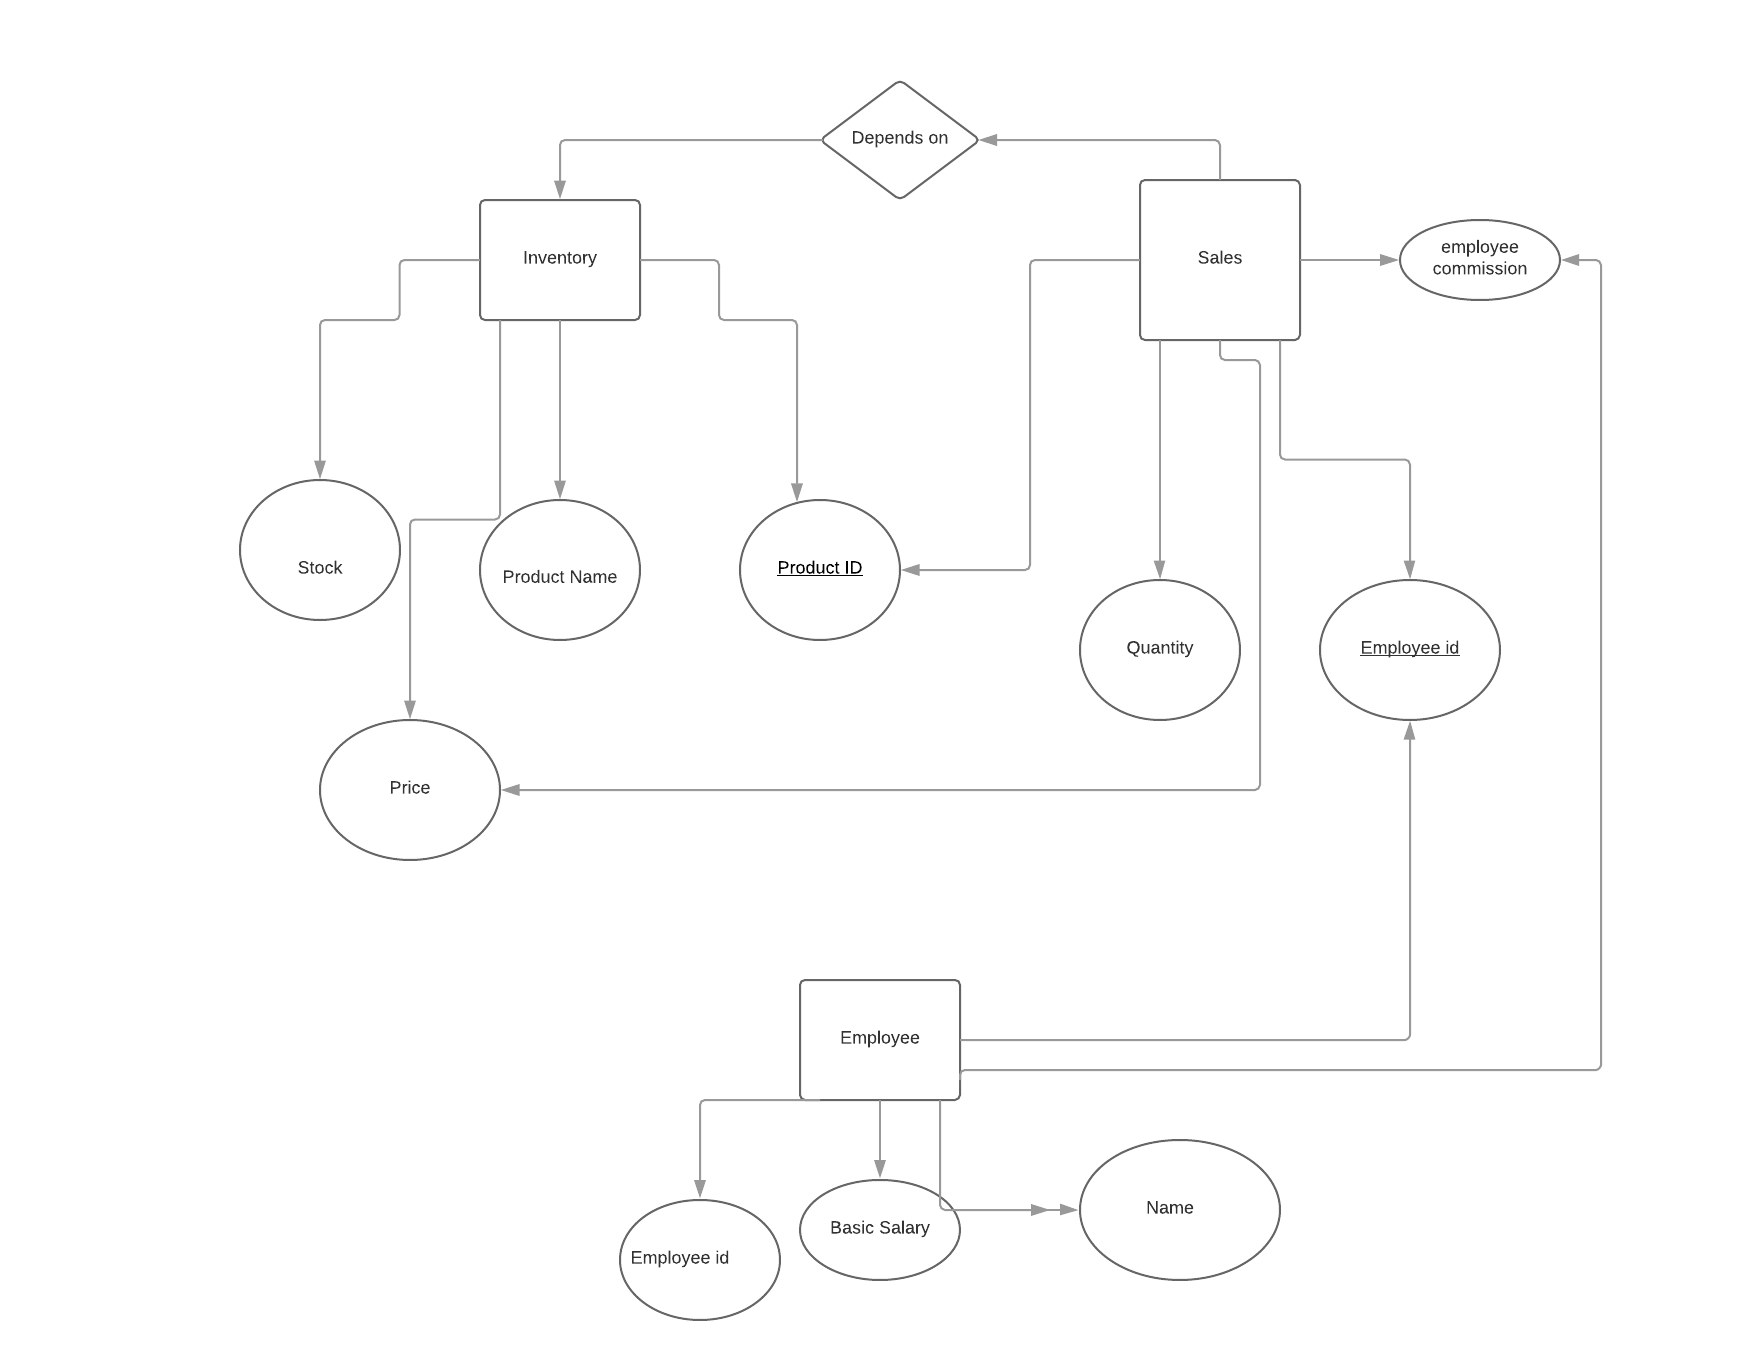 Depends on
Inventory
Sales
employee
commission
Stock
Product Name
Product ID
Quantity
Employee id
Price
Employee
Employee id
Basic Salary
Name